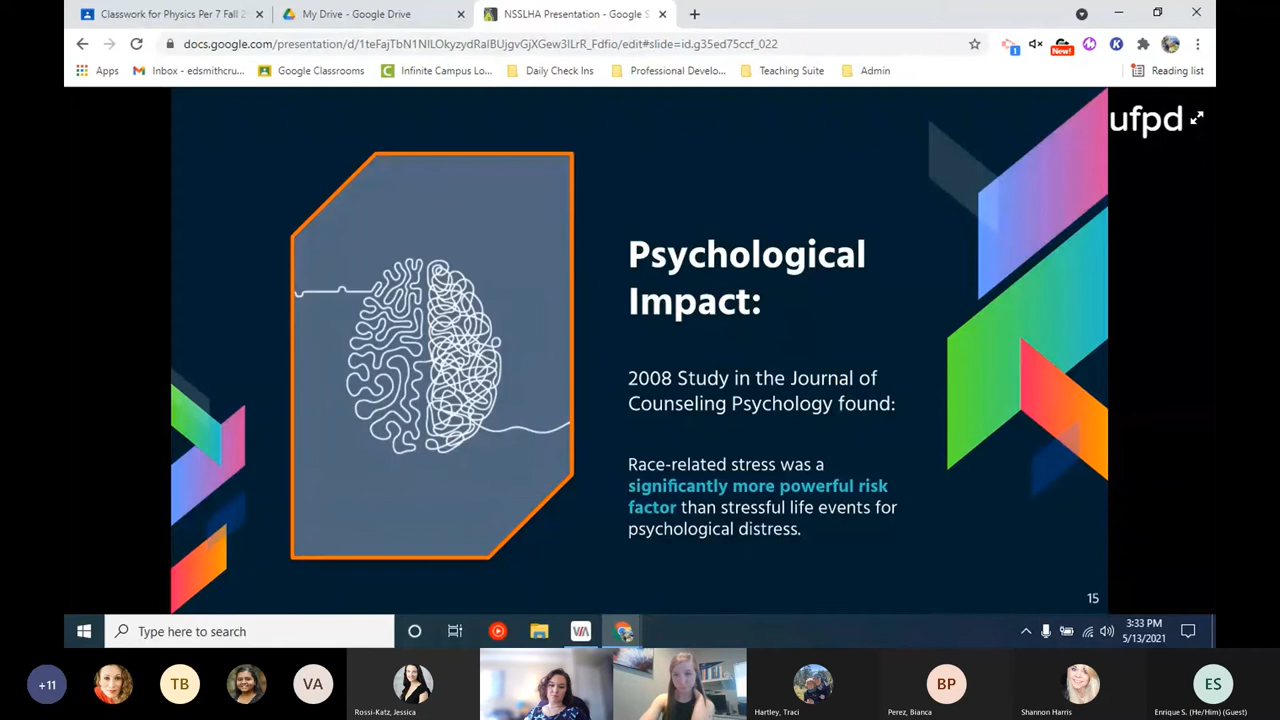 Classwork for Physics Per 7 Fall 2
My Drive - Google Drive
NSSLHA Presentation - Google S
docs.google.com/presentation/d/1teFajTbN1NlLOkyzydRaIBUjgvGjXGew3ILrR_Fdfio/edit#slide=id.g35ed75ccf_022
1
New!
Apps
Inbox - edsmithcru...
Google Classrooms
Infinite Campus Lo...
Daily Check Ins
Professional Develo...
Teaching Suite
Admin
Reading list
ufpd
Psychological
Impact:
2008 Study in the Journal of
Counseling Psychology found:
Race-related stress was a
significantly more powerful risk
factor than stressful life events for
psychological distress.
15
Type here to search
VIA
3:33 PM
5/13/2021
+11
TB
VA
BP
ES
Rossi-Katz, Jessica
Hartley, Traci
Perez, Bianca
Shannon Harris
Enrique S. (He/Him) (Guest)